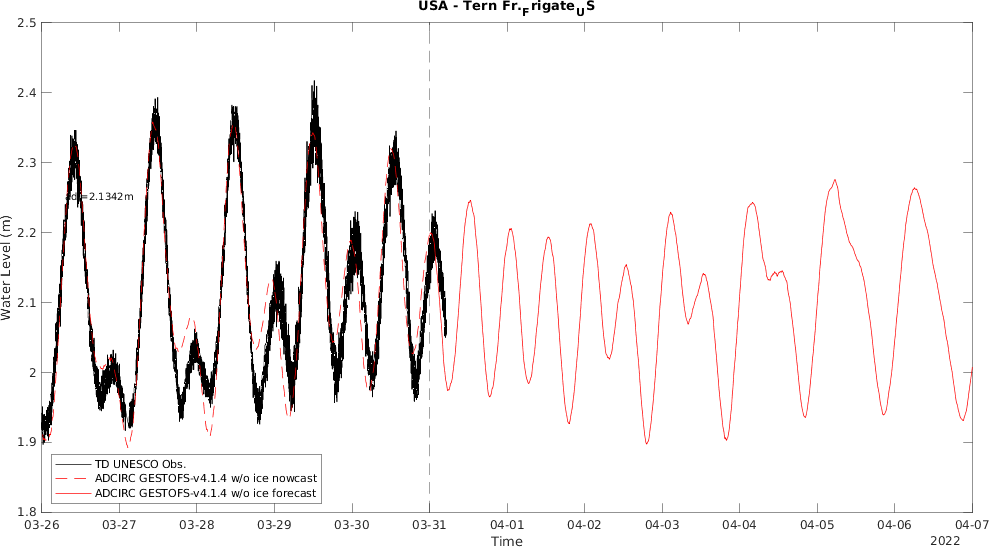 USA - Tern Fr.FrigateUS
Water Level (m)
2.5
2.4
2.3
2.2
2.1
2
1.9
1.8
=2.1342m
TD UNESCO Obs.
ADCIRC GESTOFS-v4.1.4 w/o ice nowcast
ADCIRC GESTOFS-v4.1.4 w/o ice forecast
03-26 03-27 03-28 03-29 03-30 03-31 04-01 04-02 04-03 04-04 04-05 04-06 04-07
Time
2022